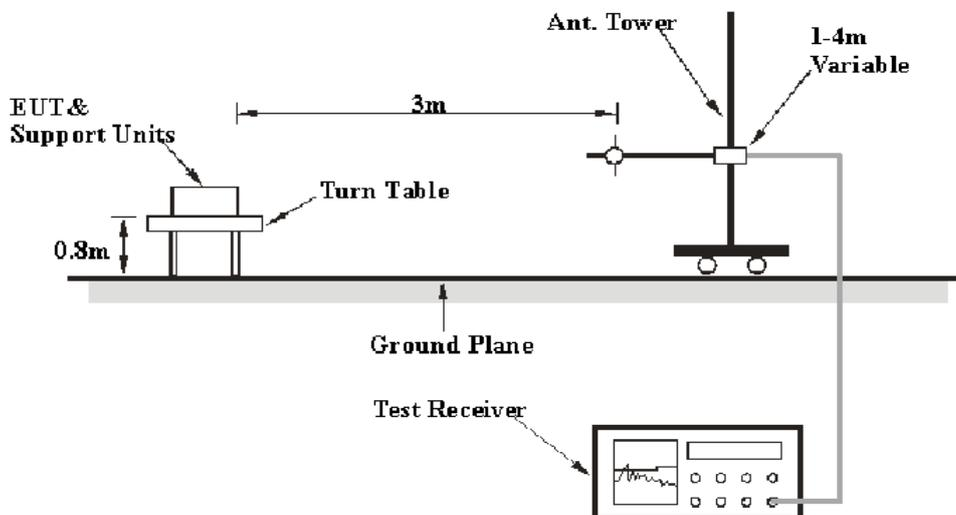 Ant. Tower
1-4m
Variable
3m
EUT&
Support Units
Turn Table
0.8m
Ground Plane
Test Receiver